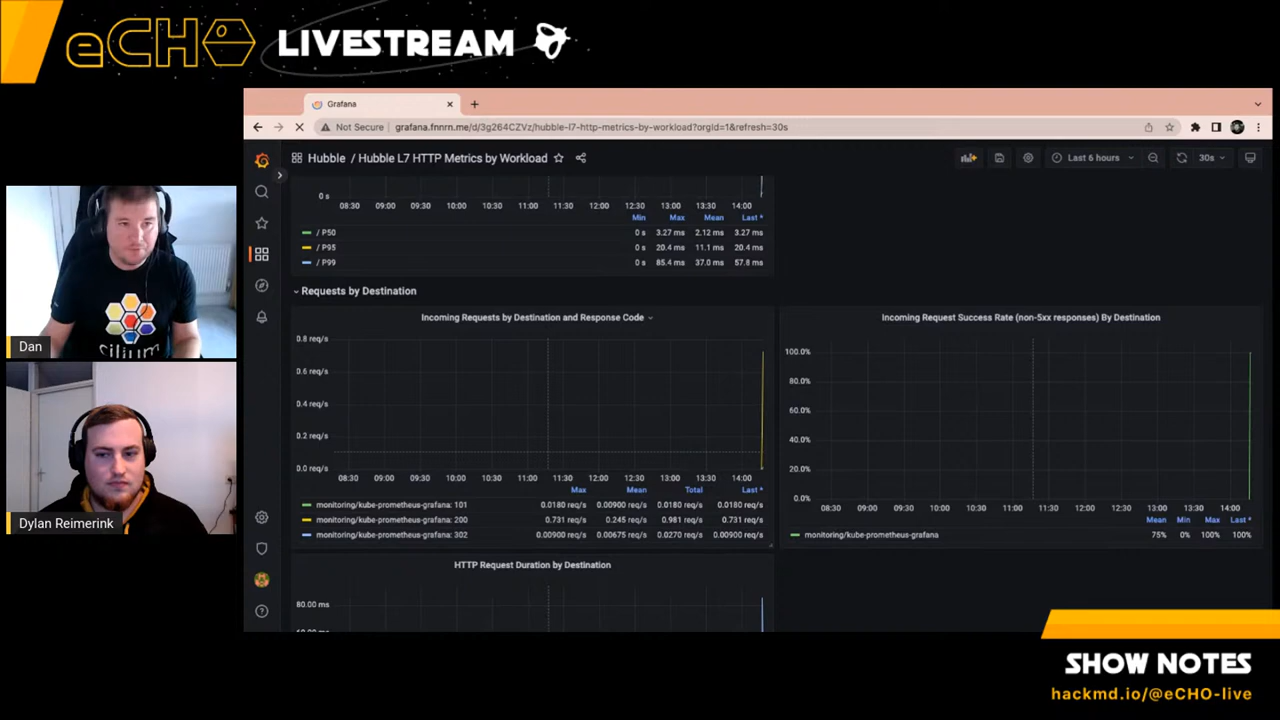 eCHO LIVESTREAM
Grafana
Not Secure grafana.fnnrn.me/d/3g264CZVz/hubble-l7-http-metrics-by-workload?orgId=1&refresh=30s
Hubble / Hubble L7 HTTP Metrics by Workload
Last 6 hours
30s
0 s
08:30 09:00 09:30 10:00 10:30 11:00 11:30 12:00 12:30 13:00 13:30 14:00
Min Max Mean Last *
/ P50 0 s 3.27 ms 2.12 ms 3.27 ms
/ P95 0 s 20.4 ms 11.1 ms 20.4 ms
/ P99 0 s 85.4 ms 37.0 ms 57.8 ms
Requests by Destination
Incoming Requests by Destination and Response Code
0.8 req/s
0.6 req/s
0.4 req/s
0.2 req/s
0.0 req/s
08:30 09:00 09:30 10:00 10:30 11:00 11:30 12:00 12:30 13:00 13:30 14:00
Max Mean Total Last *
monitoring/kube-prometheus-grafana: 101 0.0180 req/s 0.00900 req/s 0.0180 req/s 0.0180 req/s
monitoring/kube-prometheus-grafana: 200 0.731 req/s 0.245 req/s 0.981 req/s 0.731 req/s
monitoring/kube-prometheus-grafana: 302 0.00900 req/s 0.00675 req/s 0.0270 req/s 0.00900 req/s
Incoming Request Success Rate (non-5xx responses) By Destination
100.0%
80.0%
60.0%
40.0%
20.0%
0.0%
08:30 09:00 09:30 10:00 10:30 11:00 11:30 12:00 12:30 13:00 13:30 14:00
Mean Min Max Last *
monitoring/kube-prometheus-grafana 75% 0% 100% 100%
HTTP Request Duration by Destination
80.00 ms
60.00 ms
cilium
Dan
Dylan Reimerink
SHOW NOTES
hackmd.io/@eCHO-live